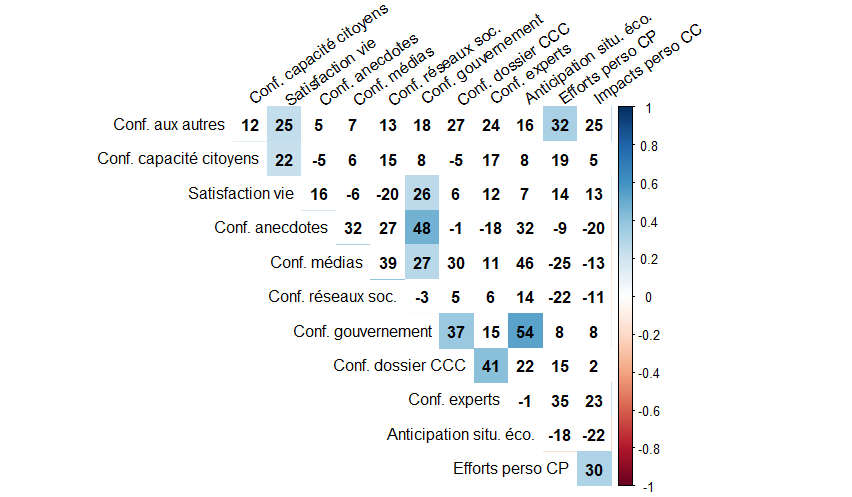 Conf. capacité citoyens
Satisfaction vie
Conf. anecdotes
Conf. médias
Conf. réseaux soc.
Conf. gouvernement
Conf. dossier CCC
Conf. experts
Anticipation situ. éco.
Efforts perso CP
Impacts perso CC
Conf. aux autres 12 25 5 7 13 18 27 24 16 32 25
Conf. capacité citoyens 22 -5 6 15 8 -5 17 8 19 5
Satisfaction vie 16 -6 -20 26 6 12 7 14 13
Conf. anecdotes 32 27 48 -1 -18 32 -9 -20
Conf. médias 39 27 30 11 46 -25 -13
Conf. réseaux soc. -3 5 6 14 -22 -11
Conf. gouvernement 37 15 54 8 8
Conf. dossier CCC 41 22 15 2
Conf. experts -1 35 23
Anticipation situ. éco. -18 -22
Efforts perso CP 30
1
0.8
0.6
0.4
0.2
0
-0.2
-0.4
-0.6
-0.8
-1